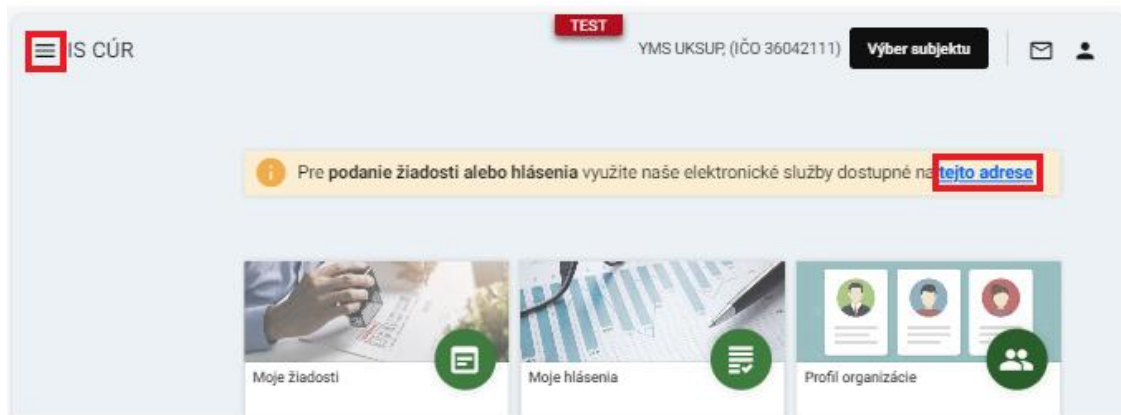 TEST
IS CÚR
YMS UKSUP, (IČO 36042111) Výber subjektu
Pre podanie žiadosti alebo hlásenia využite naše elektronické služby dostupné na tejto adrese
Moje žiadosti
Moje hlásenia
Profil organizácie